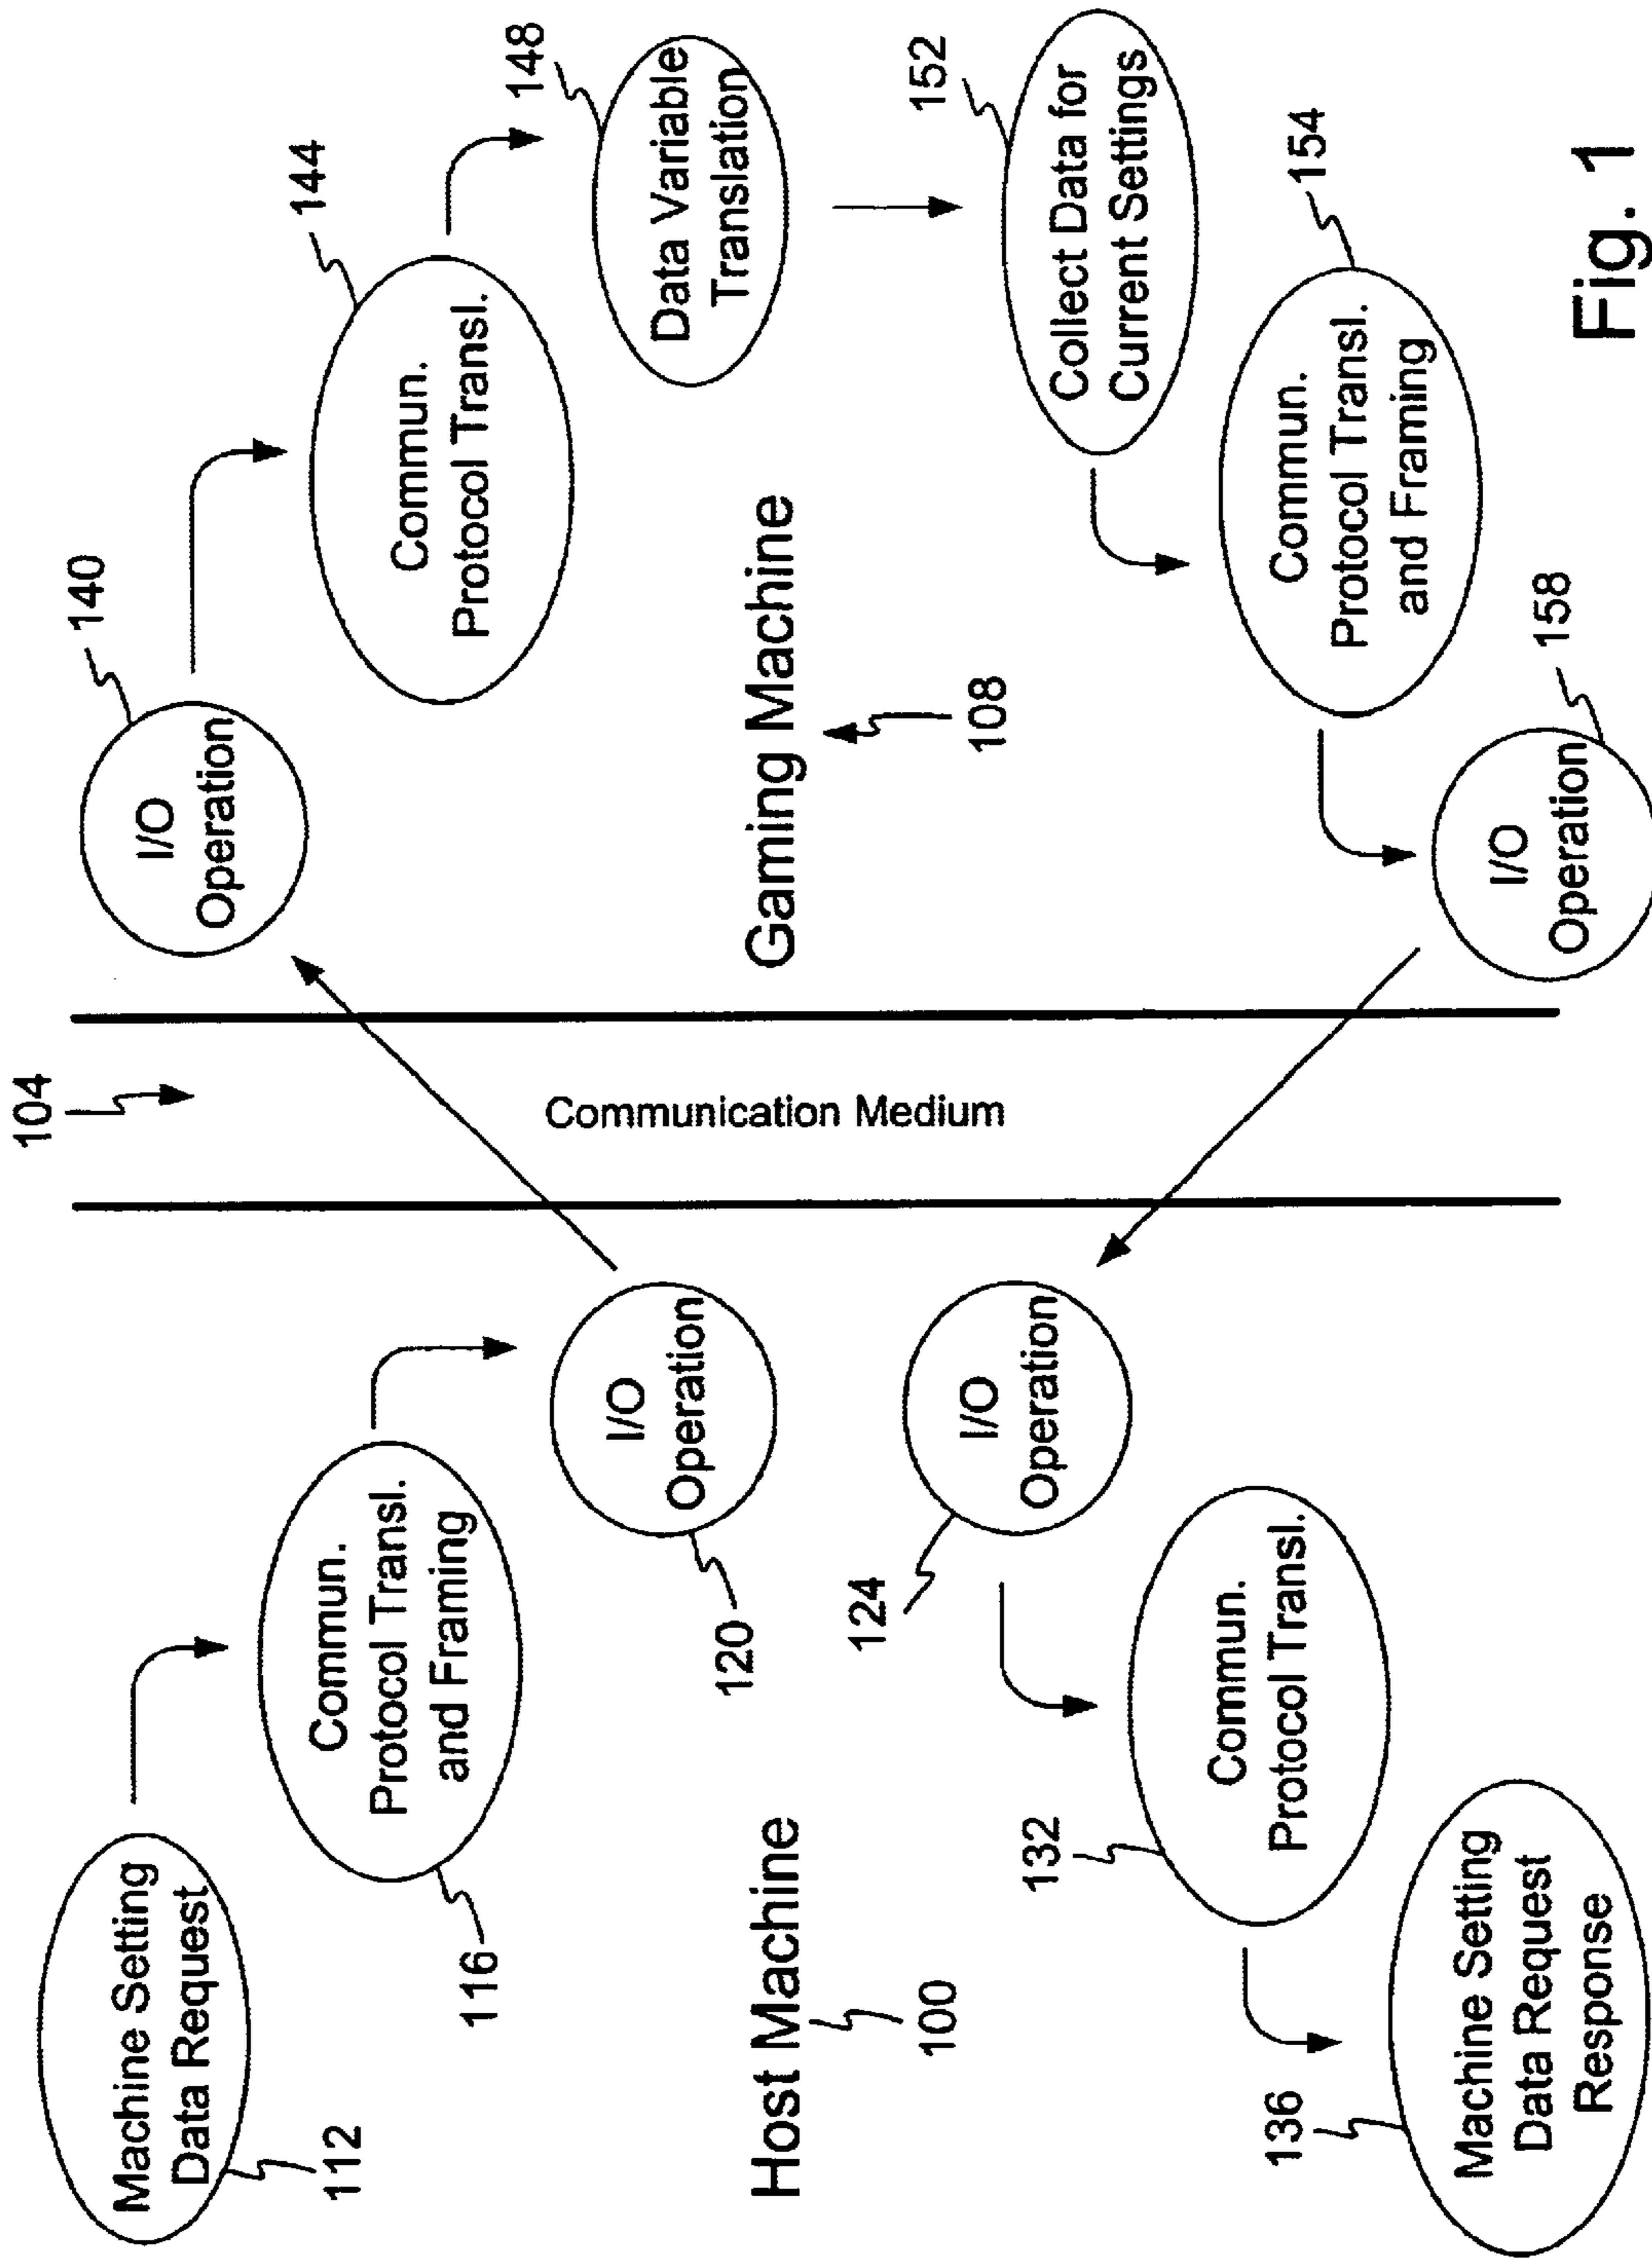 104
Machine Setting
Data Request
112
Commun.
Protocol Transl.
and Framing
116
I/O
Operation
120
Host Machine
100
I/O
Operation
124
Commun.
Protocol Transl.
132
Machine Setting
Data Request
Response
136
Communication Medium
I/O
Operation
140
Commun.
Protocol Transl.
144
Data Variable
Translation
148
Gaming Machine
108
Collect Data for
Current Settings
152
Commun.
Protocol Transl.
and Framing
154
I/O
Operation
158
Fig. 1